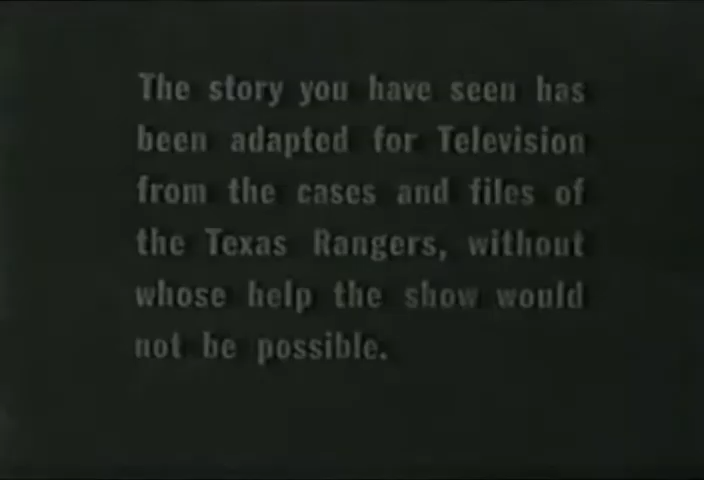 The story you have seen has
been adapted for Television
from the cases and files of
the Texas Rangers, without
whose help the show would
not be possible.